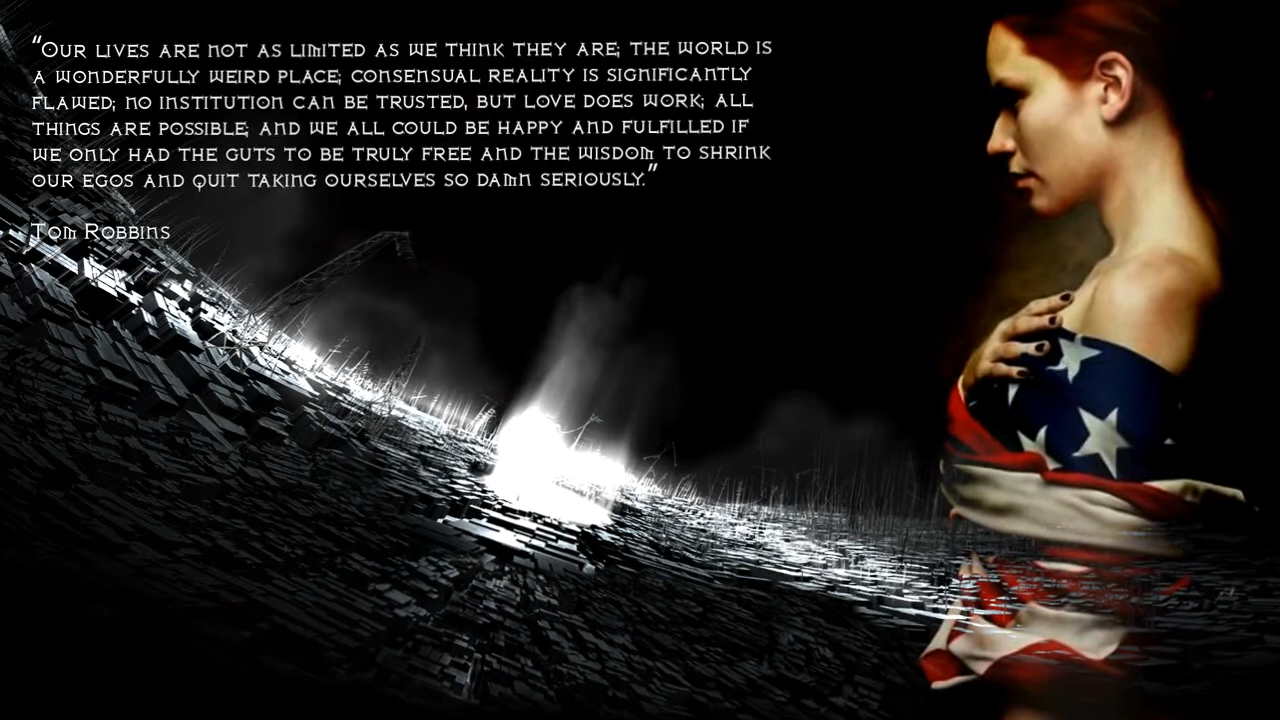 “Our lives are not as limited as we think they are; the world is
a wonderfully weird place; consensual reality is significantly
flawed; no institution can be trusted, but love does work; all
things are possible; and we all could be happy and fulfilled if
we only had the guts to be truly free and the wisdom to shrink
our egos and quit taking ourselves so damn seriously.”
Tom Robbins